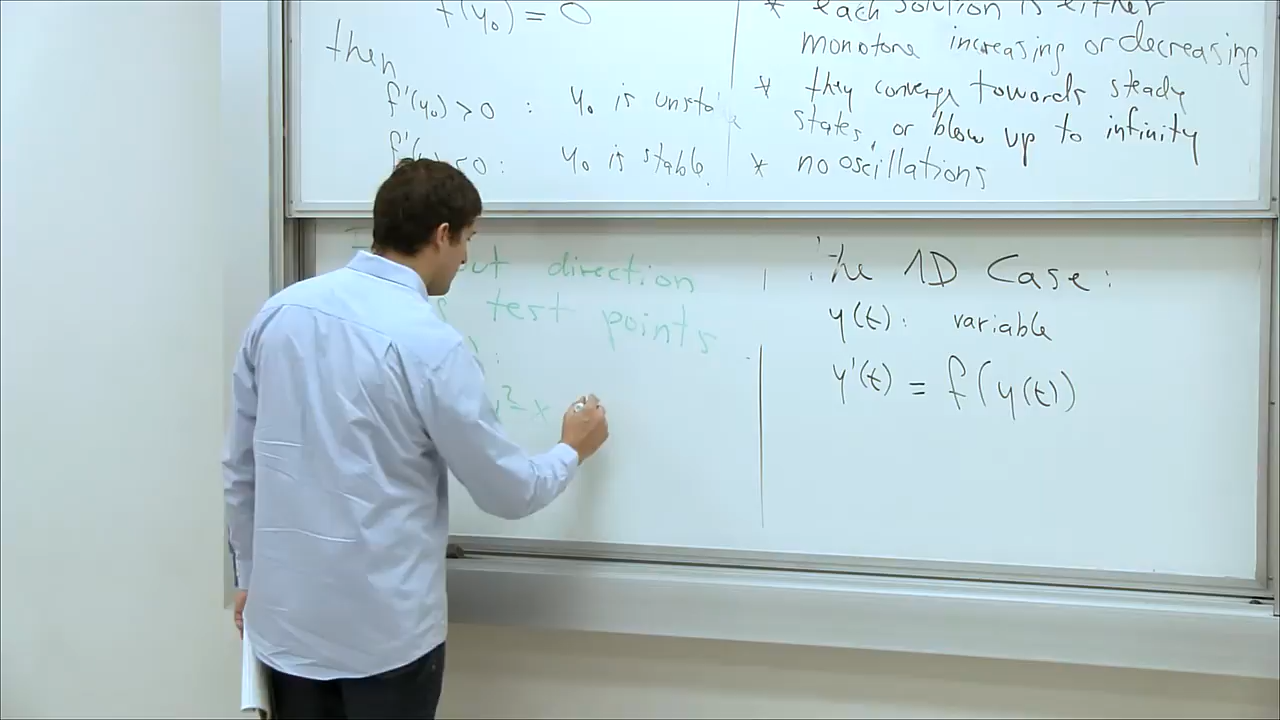 f(y₀) = 0
then
f'(y₀) > 0 : y₀ is
<0 : y₀ is stable.
* each solution is either
monotone increasing or decreasing
* they converge towards steady
states, or blow up to infinity
* no oscillations
out direction
test points
² - x
the 1D Case:
y(t): variable
y'(t) = f(y(t))